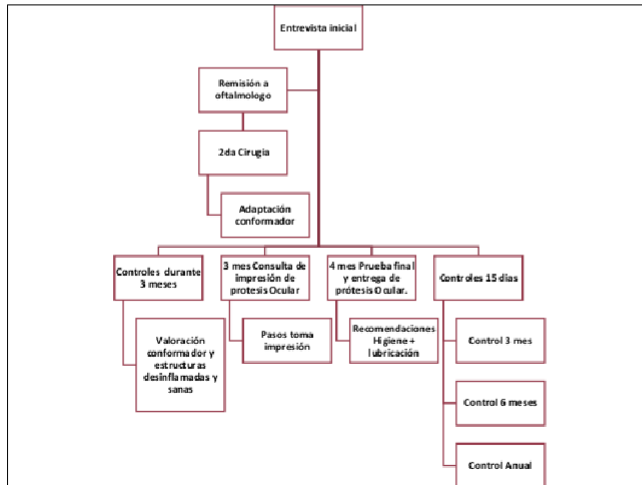 Entrevista inicial
Remisión a
oftalmologo
2da Cirugia
Adaptación
conformador
Controles durante
3 meses
3 mes Consulta de
impresión de
protesis Ocular
4 mes Prueba final
y entrega de
prótesis Ocular.
Controles 15 dias
Valoración
conformador y
estructuras
desinflamadas y
sanas
Pasos toma
impresión
Recomendaciones
Higiene +
lubricación
Control 3 mes
Control 6 meses
Control Anual